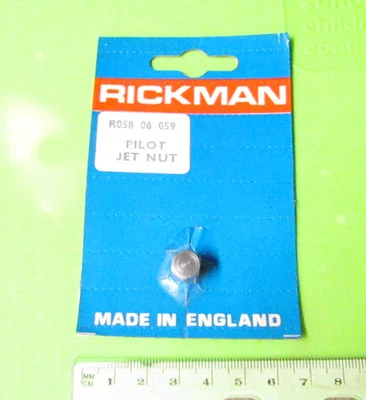 RICKMAN
R058 06 059
PILOT
JET NUT
MADE IN ENGLAND
MM
CM 1 2 3 4 5 6 7 8